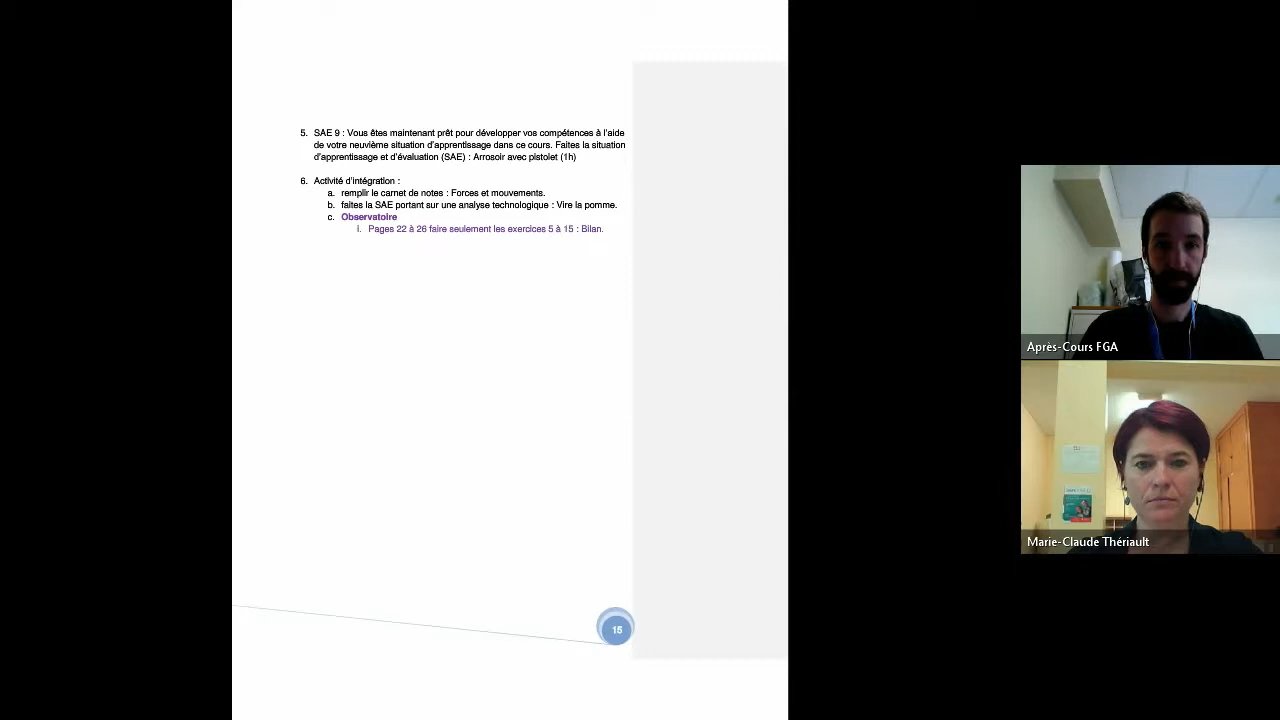 5. SAE 9 : Vous êtes maintenant prêt pour développer vos compétences à l'aide
de votre neuvième situation d'apprentissage dans ce cours. Faites la situation
d'apprentissage et d'évaluation (SAE) : Arrosoir avec pistolet (1h)
6. Activité d'intégration :
a. remplir le carnet de notes : Forces et mouvements.
b. faites la SAE portant sur une analyse technologique : Vire la pomme.
c. Observatoire
i. Pages 22 à 26 faire seulement les exercices 5 à 15 : Bilan.
15
Après-Cours FGA
Marie-Claude Thériault